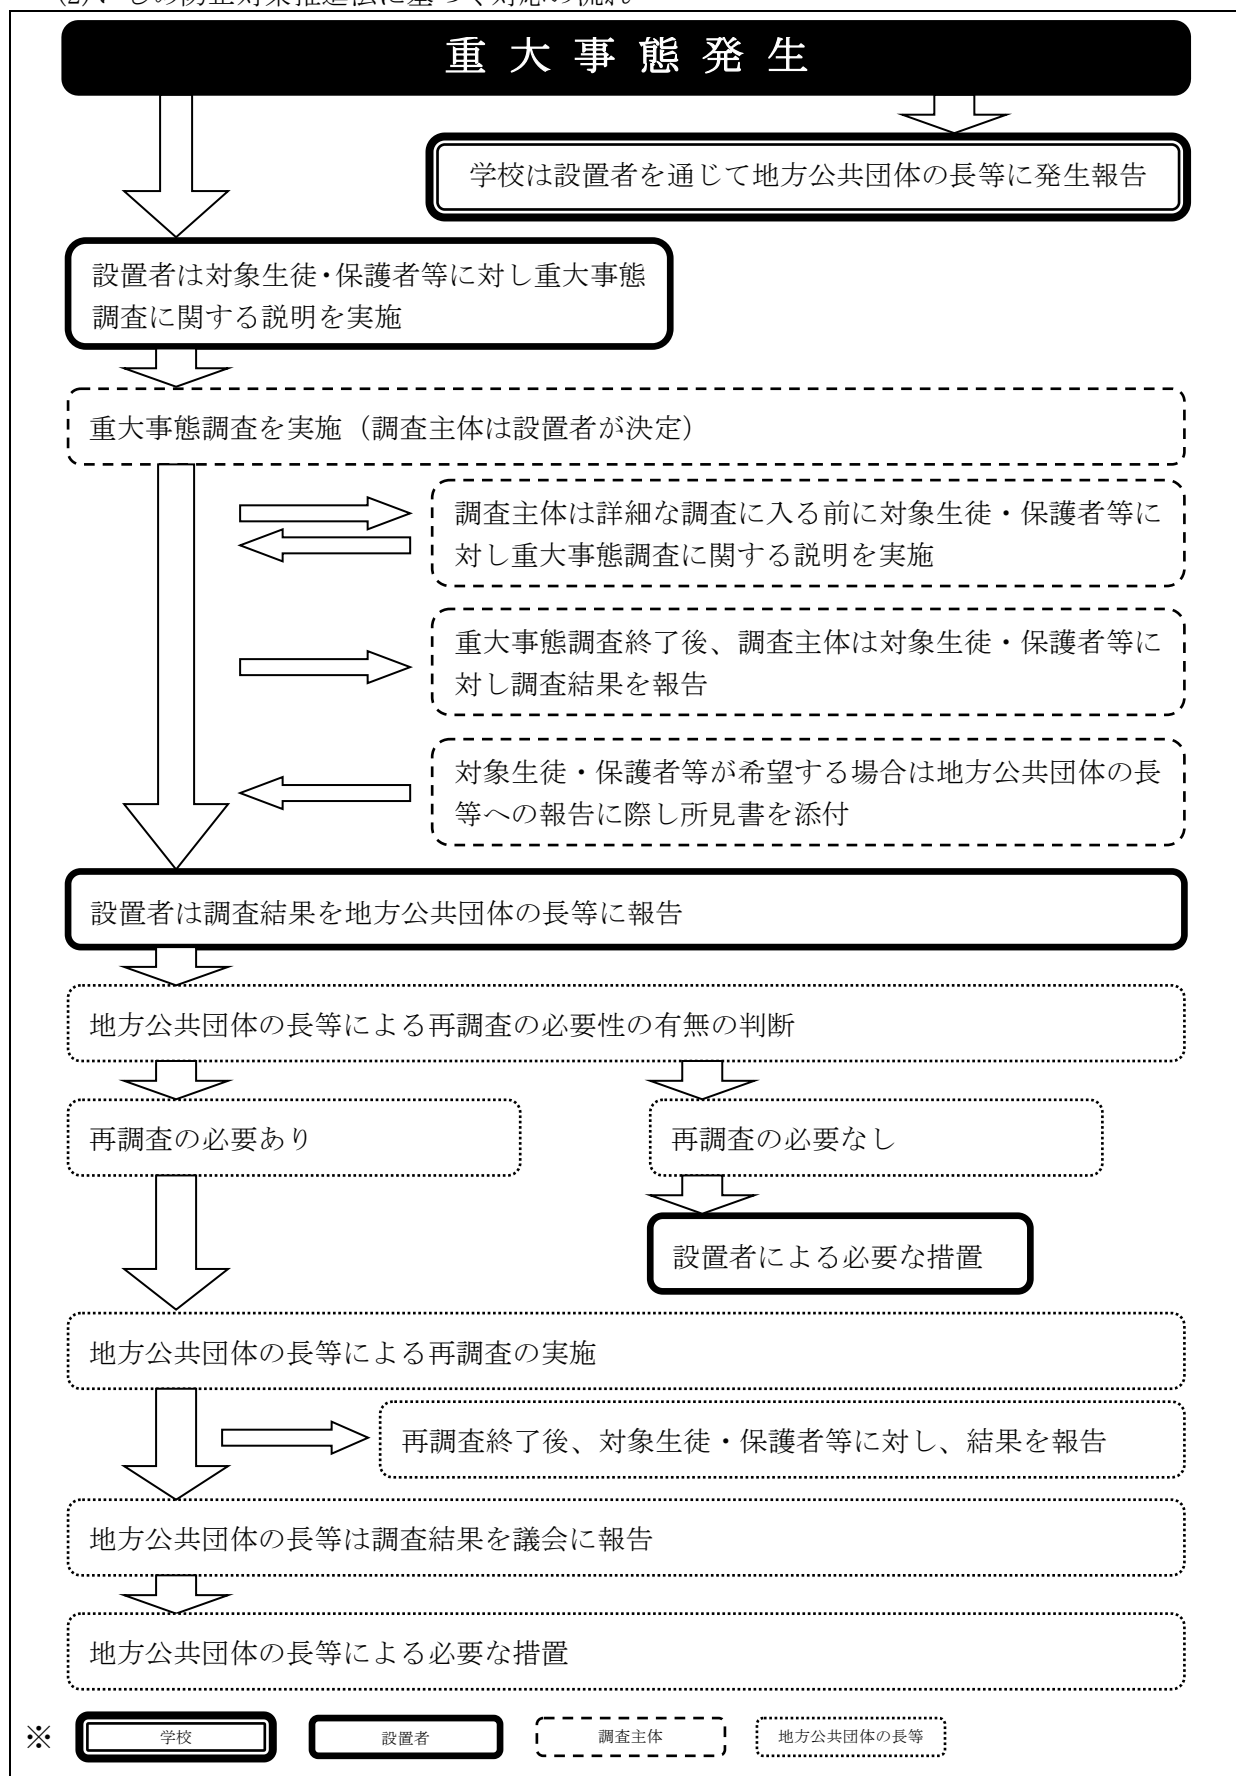 重大事態発生
学校は設置者を通じて地方公共団体の長等に発生報告
設置者は対象生徒・保護者等に対し重大事態
調査に関する説明を実施
重大事態調査を実施（調査主体は設置者が決定）
調査主体は詳細な調査に入る前に対象生徒・保護者等に
対し重大事態調査に関する説明を実施
重大事態調査終了後、調査主体は対象生徒・保護者等に
対し調査結果を報告
対象生徒・保護者等が希望する場合は地方公共団体の長
等への報告に際し所見書を添付
設置者は調査結果を地方公共団体の長等に報告
地方公共団体の長等による再調査の必要性の有無の判断
再調査の必要あり
再調査の必要なし
設置者による必要な措置
地方公共団体の長等による再調査の実施
再調査終了後、対象生徒・保護者等に対し、結果を報告
地方公共団体の長等は調査結果を議会に報告
地方公共団体の長等による必要な措置
※ 学校 設置者 調査主体 地方公共団体の長等